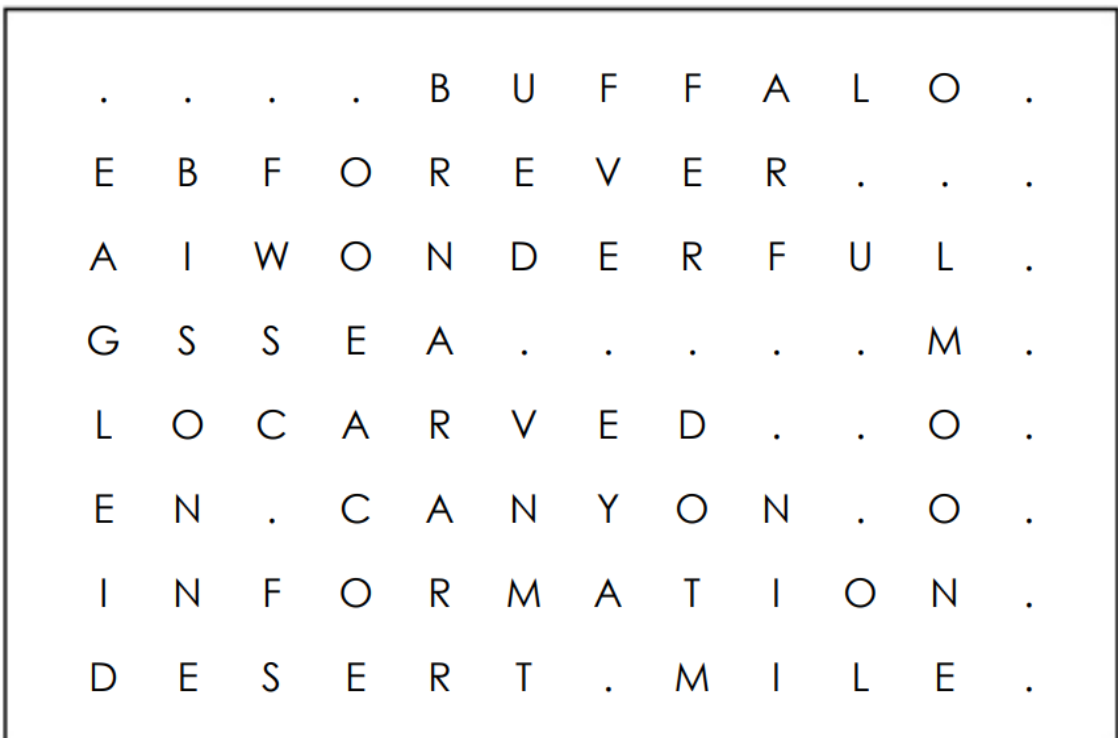 . . . . B U F F A L O .
E B F O R E V E R . . .
A I W O N D E R F U L .
G S S E A . . . . . M .
L O C A R V E D . . O .
E N . C A N Y O N . O .
I N F O R M A T I O N .
D E S E R T . M I L E .